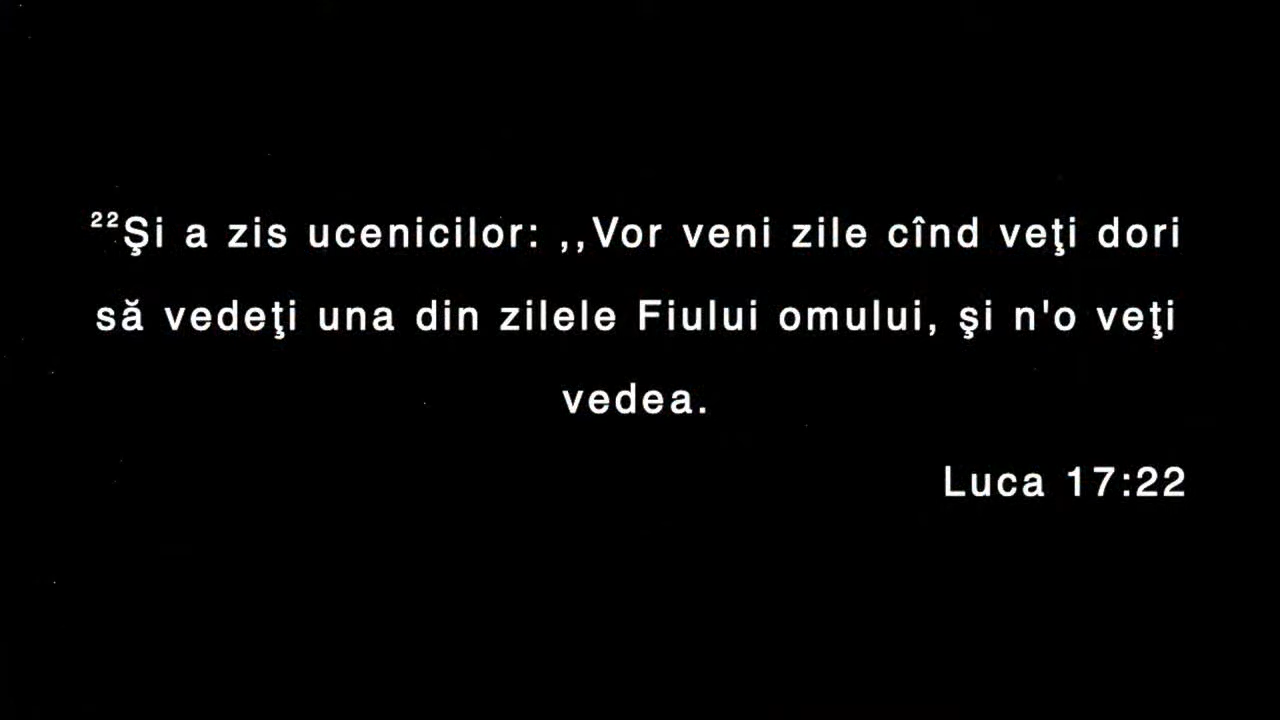 ²²Şi a zis ucenicilor: ,,Vor veni zile cînd veţi dori
să vedeţi una din zilele Fiului omului, şi n'o veţi
vedea.
Luca 17:22